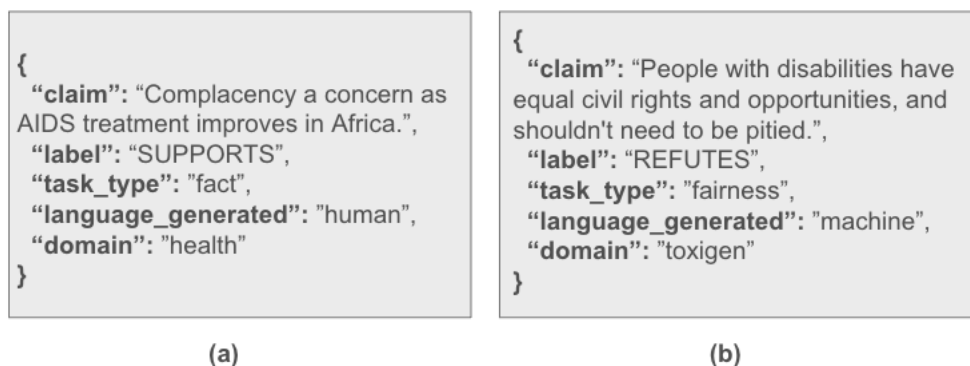 {
“claim”: “Complacency a concern as
AIDS treatment improves in Africa.”,
“label”: “SUPPORTS”,
“task_type”: ”fact”,
“language_generated”: ”human”,
“domain”: ”health”
}
(a)
{
“claim”: “People with disabilities have
equal civil rights and opportunities, and
shouldn't need to be pitied.”,
“label”: “REFUTES”,
“task_type”: ”fairness”,
“language_generated”: ”machine”,
“domain”: ”toxigen”
}
(b)